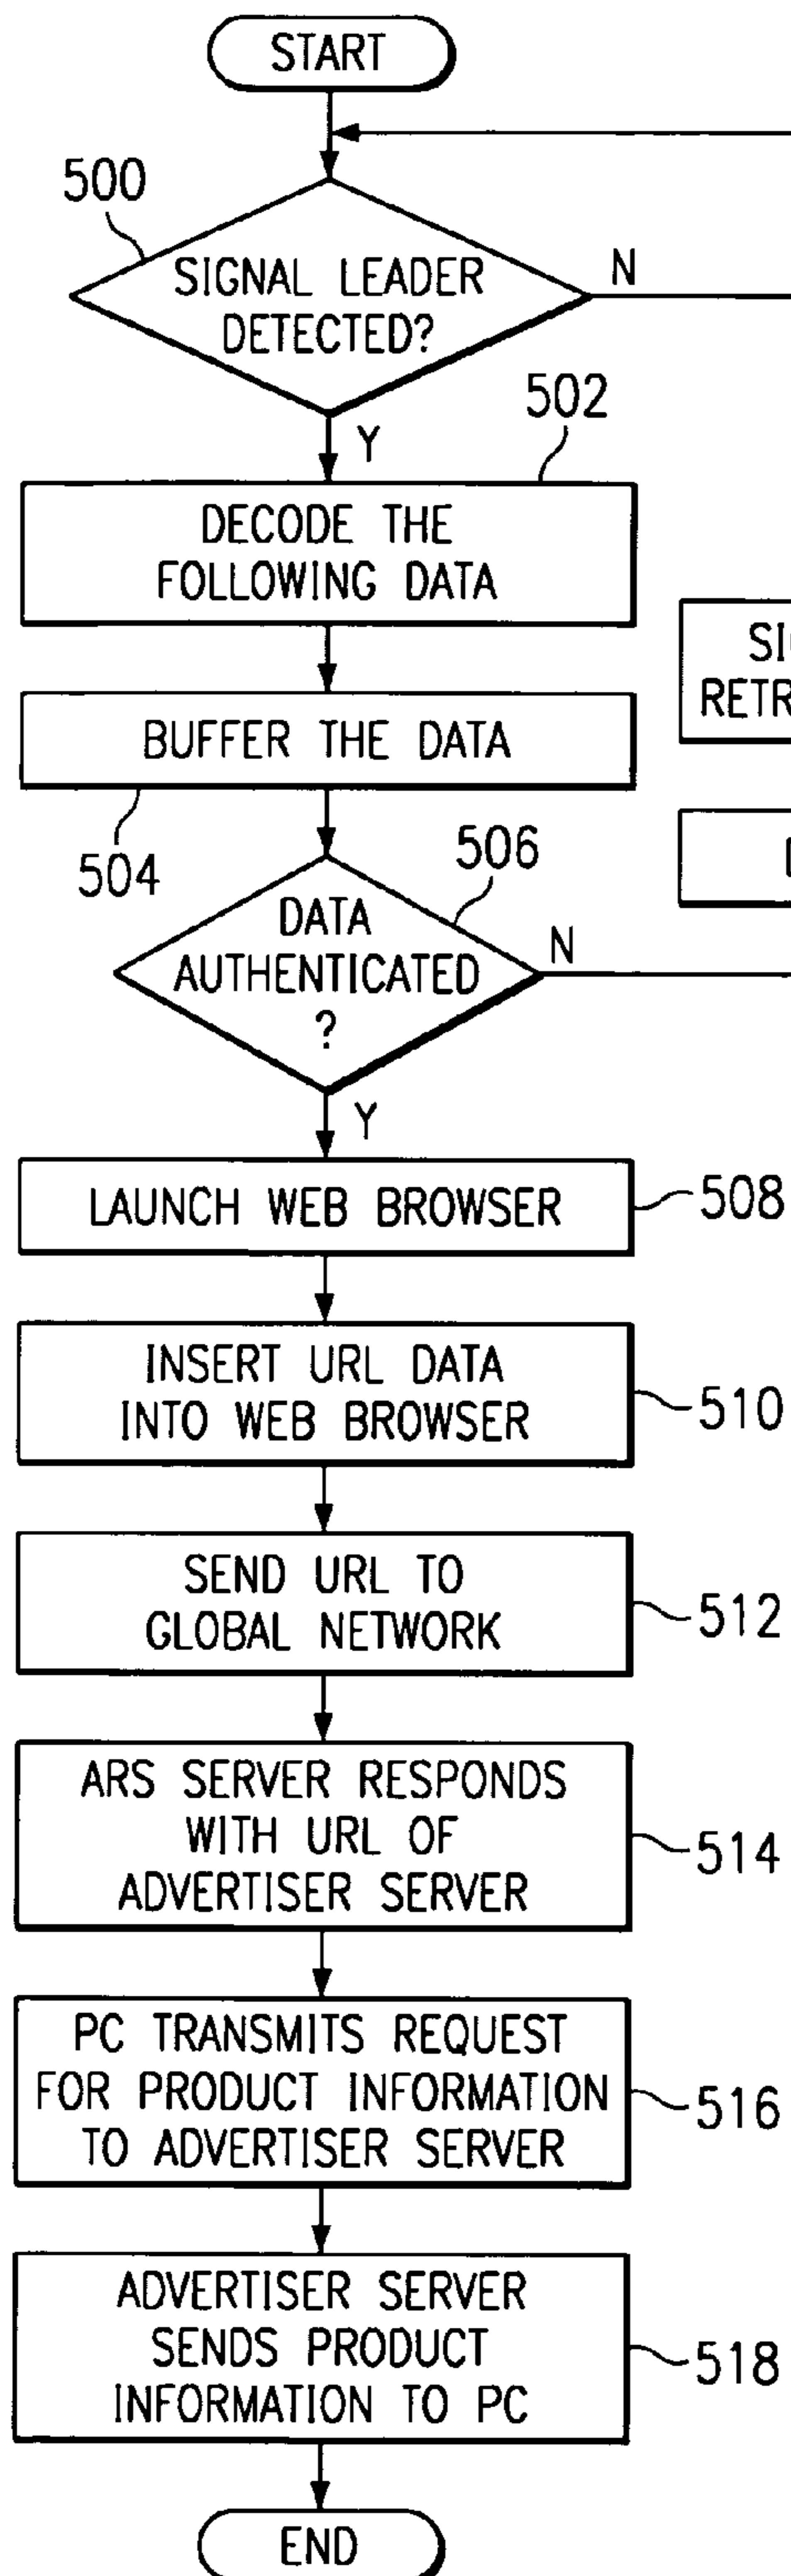 START
500
SIGNAL LEADER
DETECTED?
N
Y
502
DECODE THE
FOLLOWING DATA
BUFFER THE DATA
504
506
DATA
AUTHENTICATED
?
N
Y
LAUNCH WEB BROWSER
508
INSERT URL DATA
INTO WEB BROWSER
510
SEND URL TO
GLOBAL NETWORK
512
ARS SERVER RESPONDS
WITH URL OF
ADVERTISER SERVER
514
PC TRANSMITS REQUEST
FOR PRODUCT INFORMATION
TO ADVERTISER SERVER
516
ADVERTISER SERVER
SENDS PRODUCT
INFORMATION TO PC
518
END